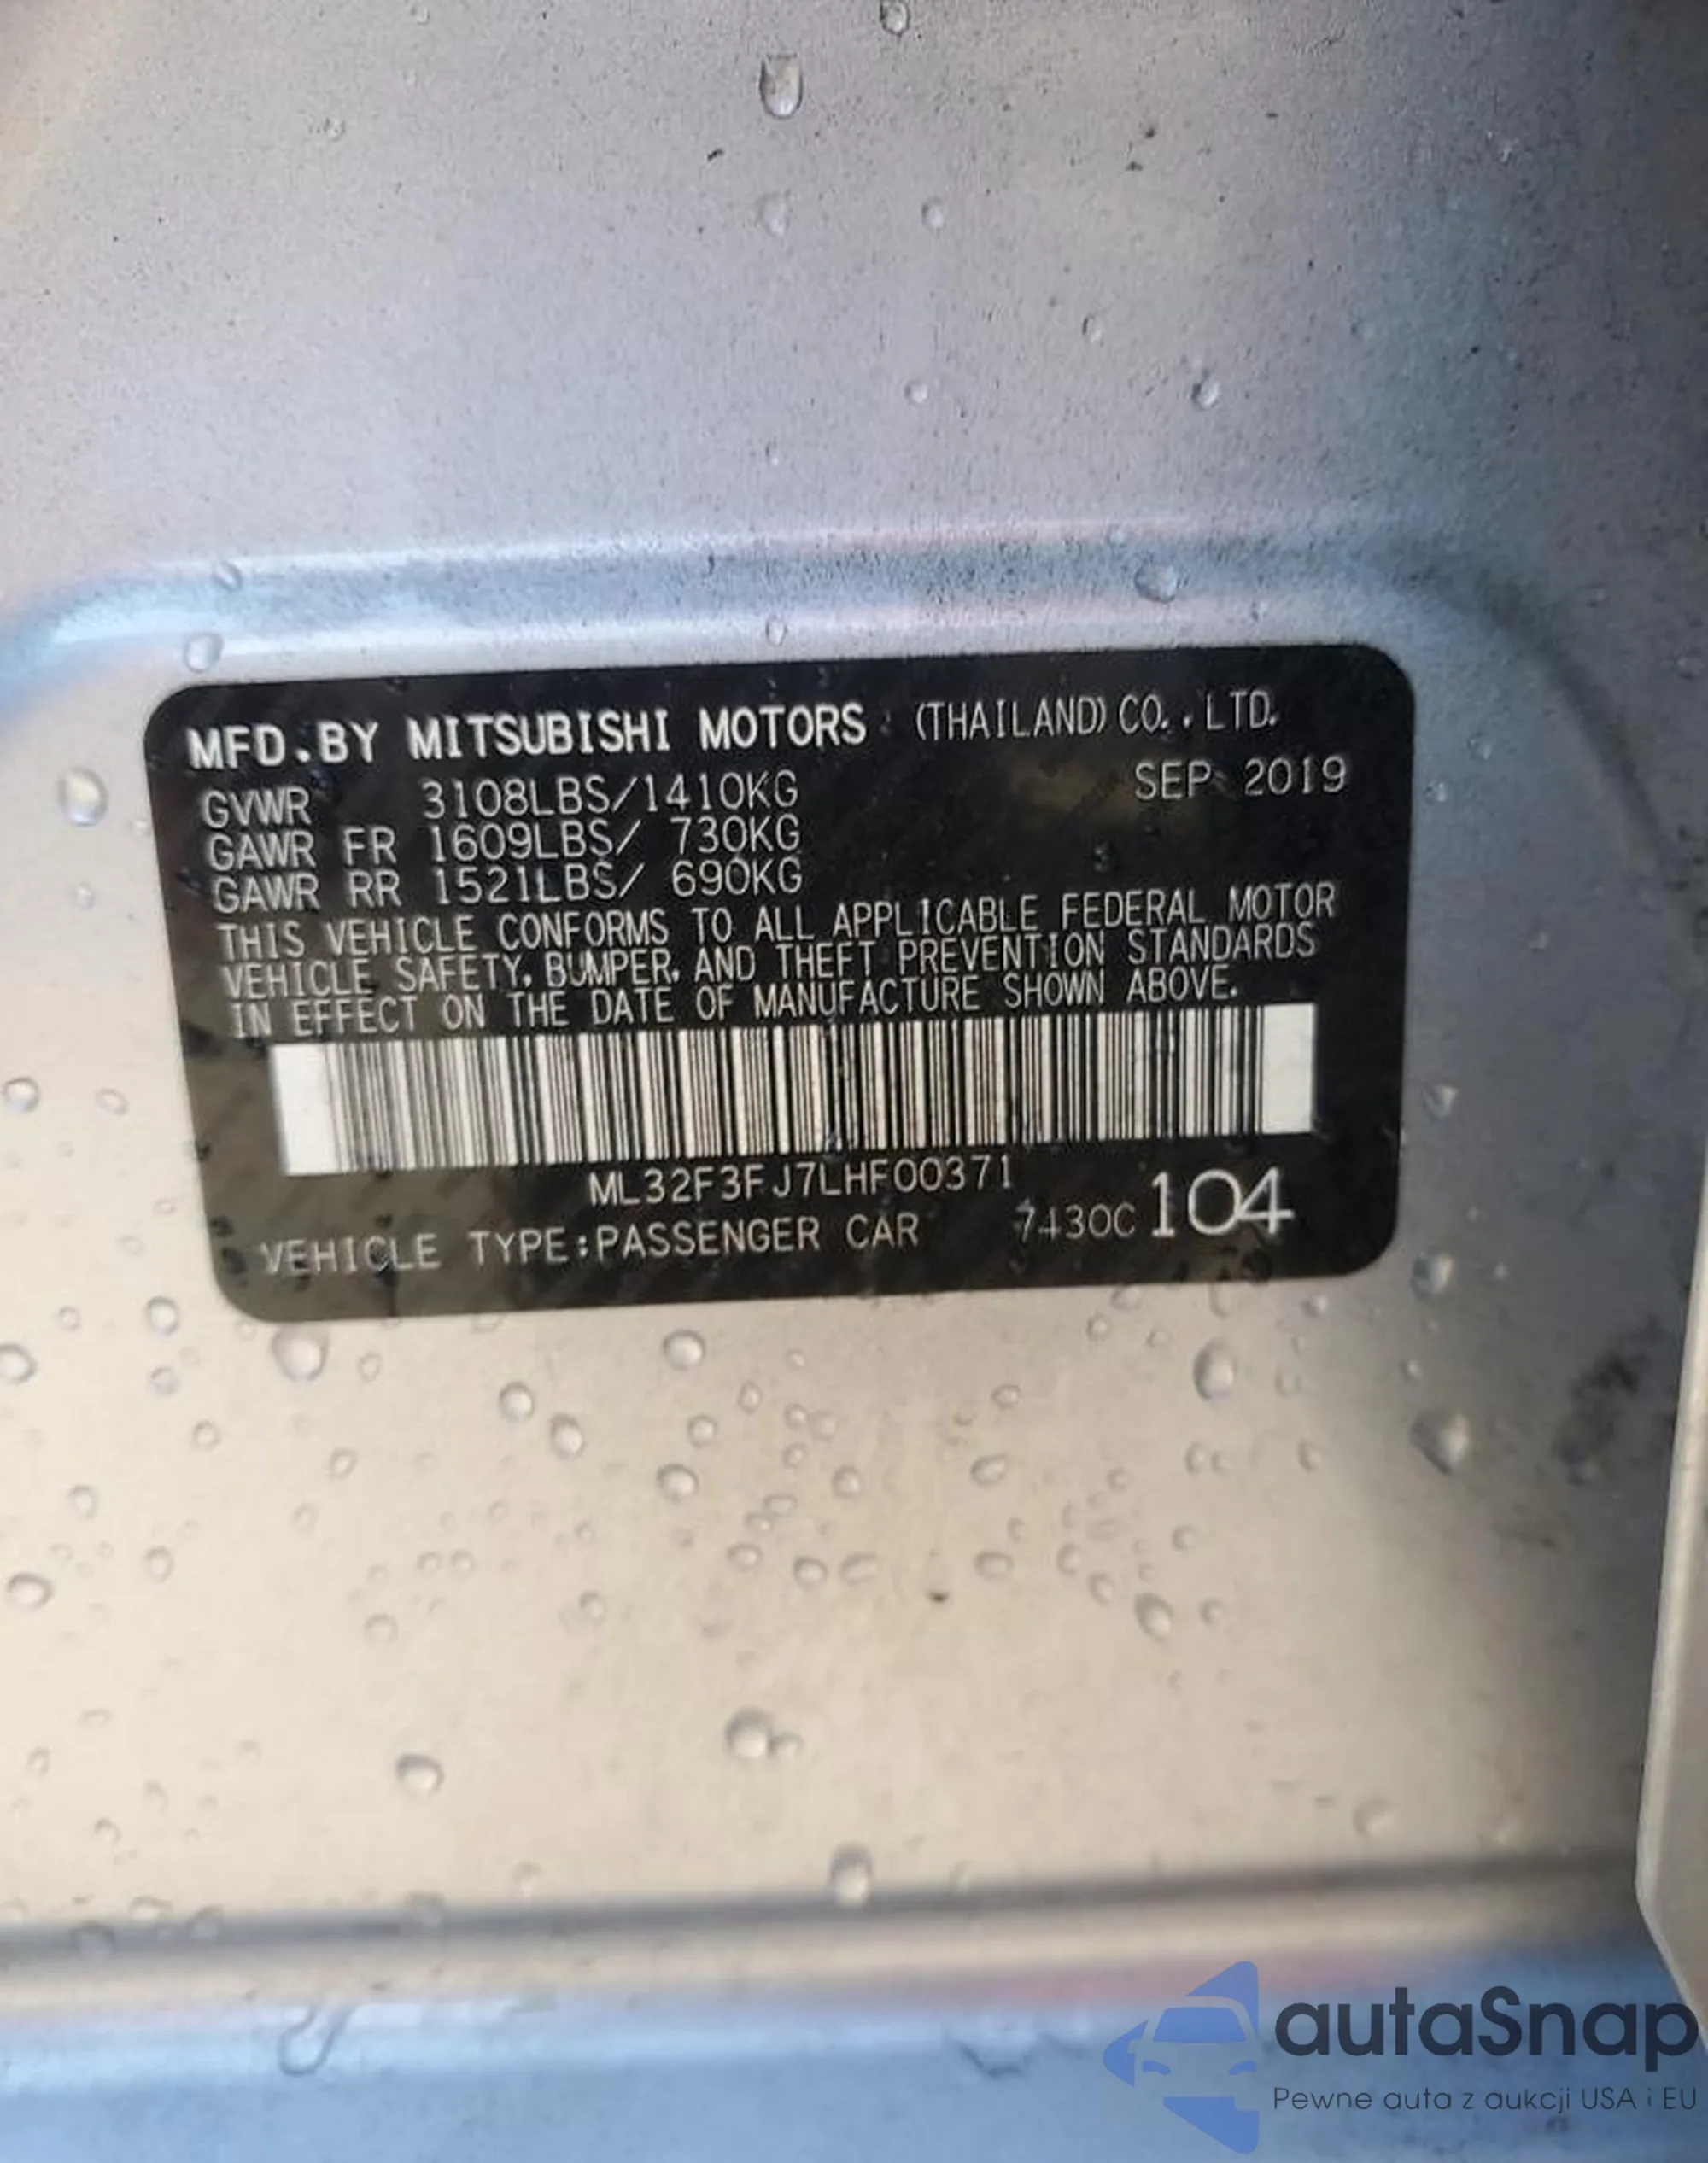 MFD.BY MITSUBISHI MOTORS (THAILAND) CO.,LTD.
GVWR 3108LBS/1410KG SEP 2019
GAWR FR 1609LBS/ 730KG
GAWR RR 1521LBS/ 690KG
THIS VEHICLE CONFORMS TO ALL APPLICABLE FEDERAL MOTOR
VEHICLE SAFETY, BUMPER, AND THEFT PREVENTION STANDARDS
IN EFFECT ON THE DATE OF MANUFACTURE SHOWN ABOVE.
ML32F3FJ7LHF00371
VEHICLE TYPE:PASSENGER CAR 7430C 104
autaSnap
Pewne auta z aukcji USA i EU